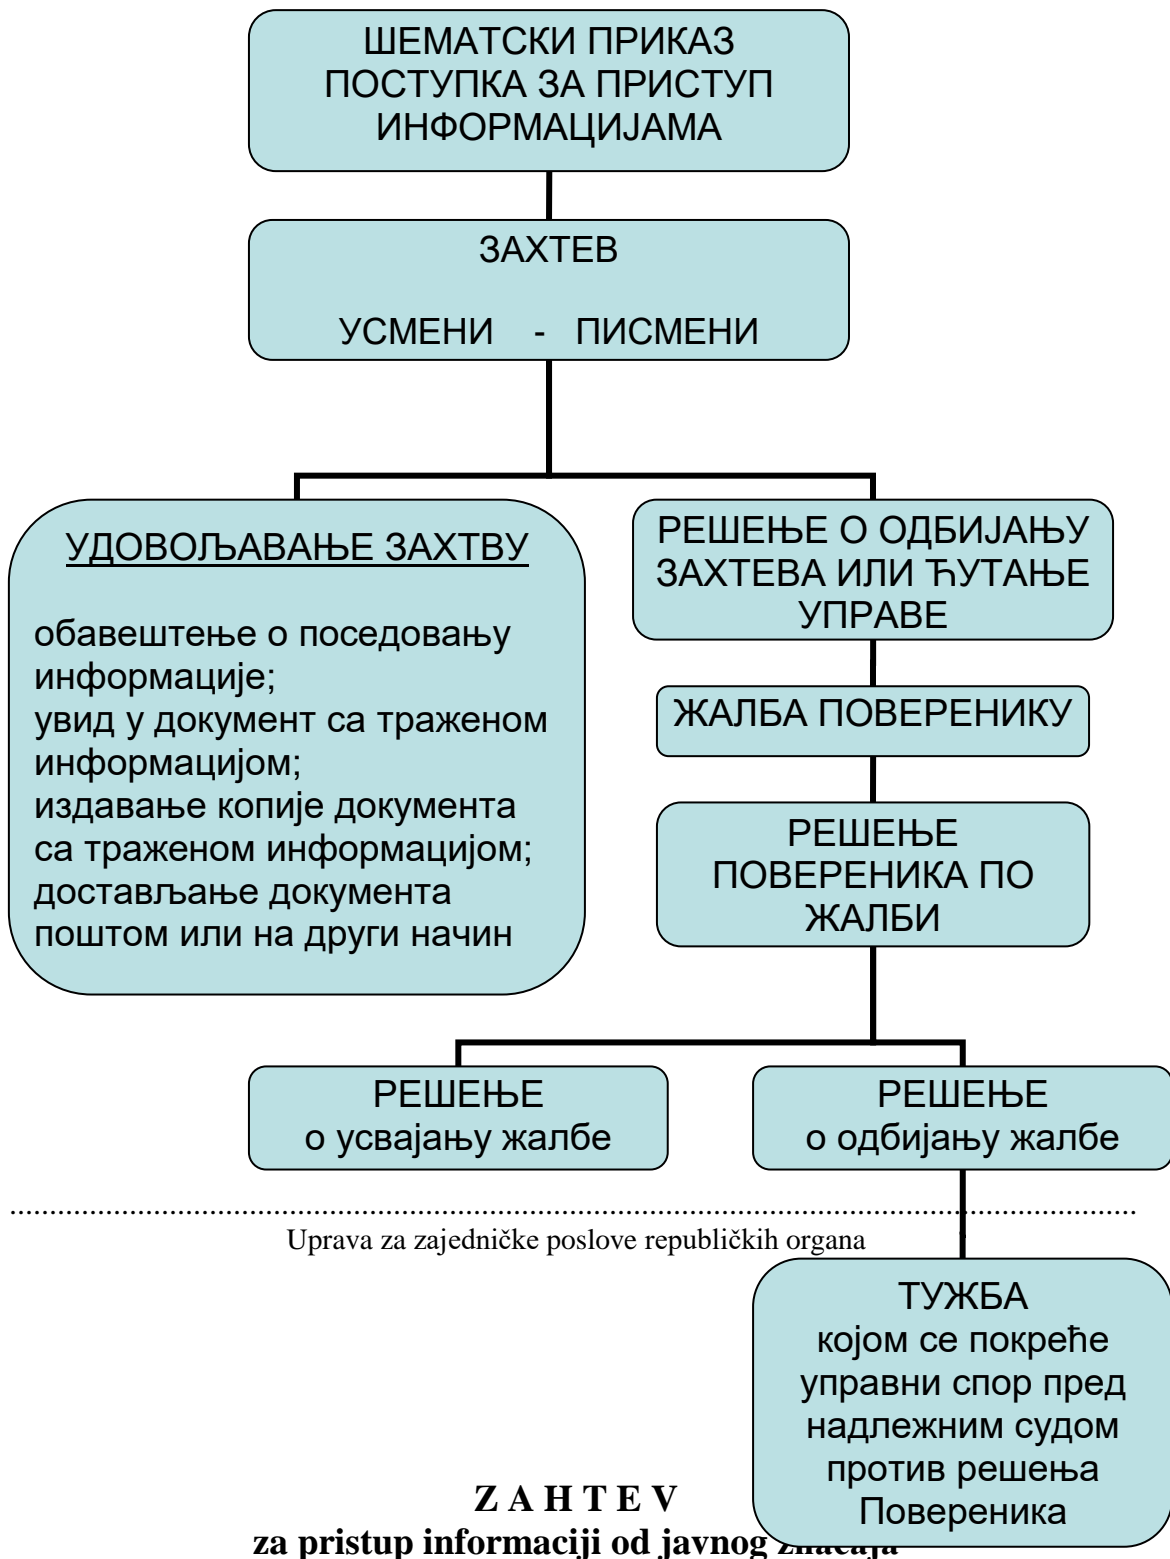 ШЕМАТСКИ ПРИКАЗ
ПОСТУПКА ЗА ПРИСТУП
ИНФОРМАЦИЈАМА
ЗАХТЕВ
УСМЕНИ - ПИСМЕНИ
УДОВОЉАВАЊЕ ЗАХТВУ
обавештење о поседовању
информације;
увид у документ са траженом
информацијом;
издавање копије документа
са траженом информацијом;
достављање документа
поштом или на други начин
РЕШЕЊЕ О ОДБИЈАЊУ
ЗАХТЕВА ИЛИ ЋУТАЊЕ
УПРАВЕ
ЖАЛБА ПОВЕРЕНИКУ
РЕШЕЊЕ
ПОВЕРЕНИКА ПО
ЖАЛБИ
РЕШЕЊЕ
о усвајању жалбе
РЕШЕЊЕ
о одбијању жалбе
Uprava za zajedničke poslove republičkih organa
ТУЖБА
којом се покреће
управни спор пред
надлежним судом
против решења
Повереника
Z A H T E V
za pristup informaciji od javnog